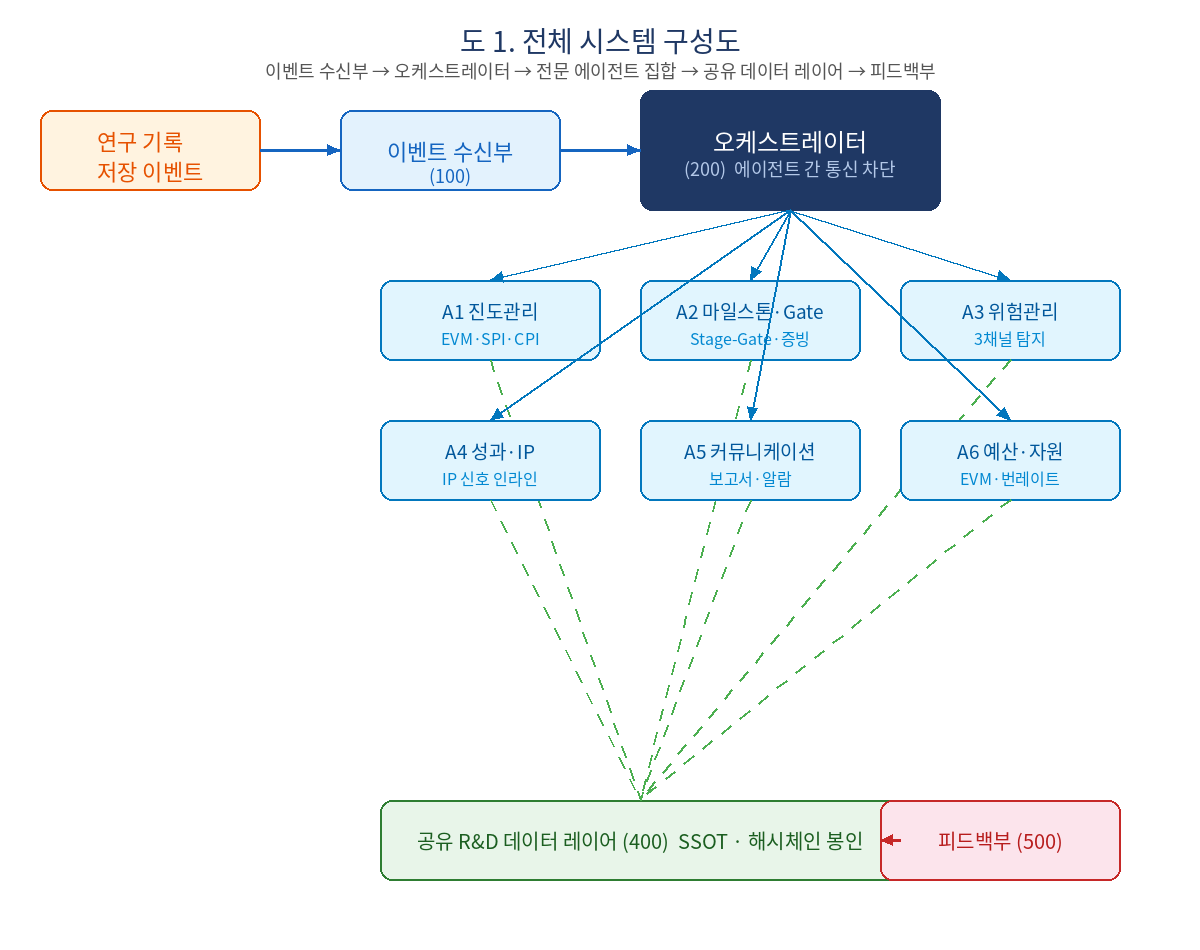 도 1. 전체 시스템 구성도
이벤트 수신부 → 오케스트레이터 → 전문 에이전트 집합 → 공유 데이터 레이어 → 피드백부
연구 기록
저장 이벤트
이벤트 수신부
(100)
오케스트레이터
(200) 에이전트 간 통신 차단
A1 진도관리
EVM·SPI·CPI
A2 마일스톤·Gate
Stage-Gate·증빙
A3 위험관리
3채널 탐지
A4 성과·IP
IP 신호 인라인
A5 커뮤니케이션
보고서·알람
A6 예산·자원
EVM·번레이트
공유 R&D 데이터 레이어 (400) SSOT · 해시체인 봉인
피드백부 (500)